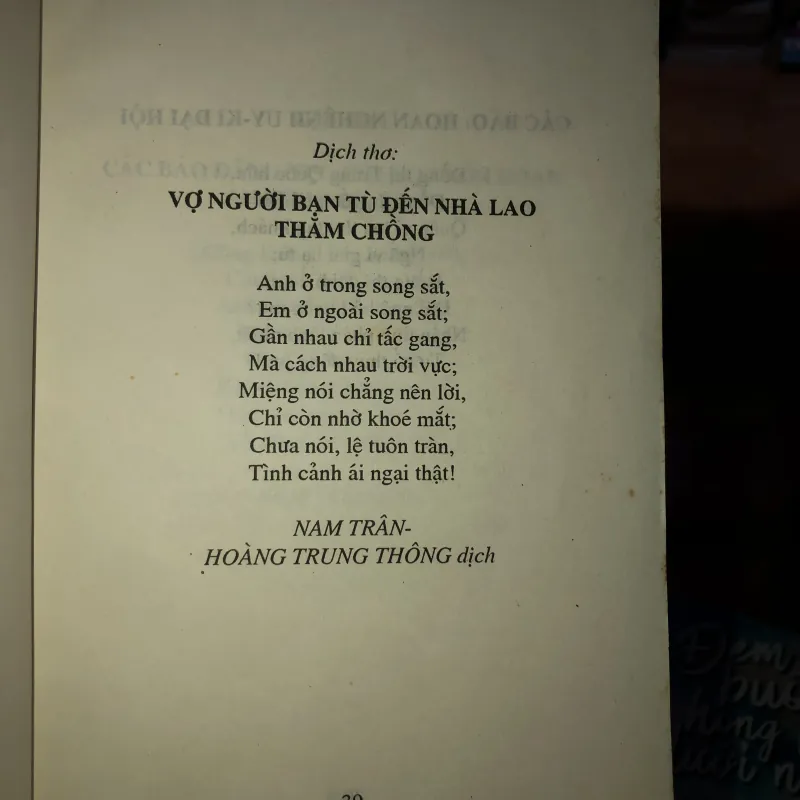 Dịch thơ:
VỢ NGƯỜI BẠN TÙ ĐẾN NHÀ LAO
THĂM CHỒNG
Anh ở trong song sắt,
Em ở ngoài song sắt;
Gần nhau chỉ tấc gang,
Mà cách nhau trời vực;
Miệng nói chẳng nên lời,
Chỉ còn nhờ khoé mắt;
Chưa nói, lệ tuôn tràn,
Tình cảnh ái ngại thật!
NAM TRÂN-
HOÀNG TRUNG THÔNG dịch